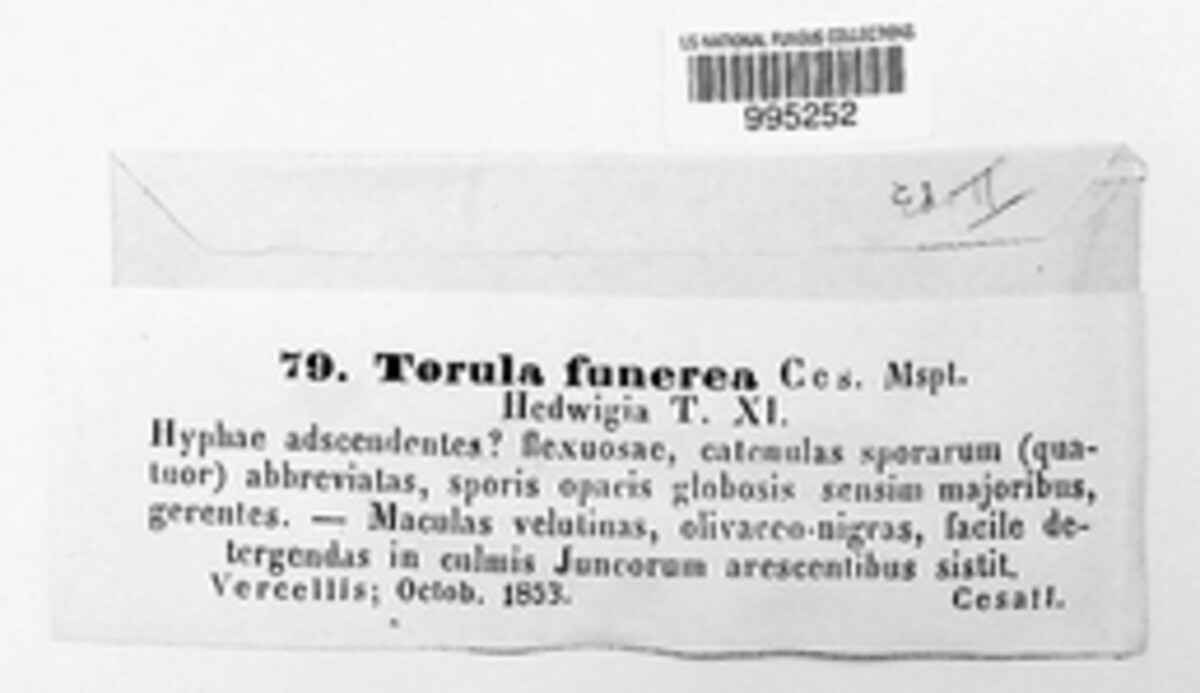 US NATIONAL FUNGUS COLLECTIONS
995252
Ed. II
79. Torula funerea Ces. Mspt.
Hedwigia T. XI.
Hyphae adscendentes? flexuosae, catenulas sporarum (qua-
tuor) abbreviatas, sporis opacis globosis sensim majoribus,
gerentes. — Maculas velutinas, olivaceo-nigras, facile de-
tergendas in culmis Juncorum arescentibus sistit.
Vercellis; Octob. 1853.
Cesati.